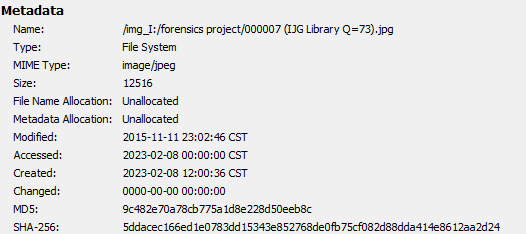 Metadata
Name: /img_I:/forensics project/000007 (IJG Library Q=73).jpg
Type: File System
MIME Type: image/jpeg
Size: 12516
File Name Allocation: Unallocated
Metadata Allocation: Unallocated
Modified: 2015-11-11 23:02:46 CST
Accessed: 2023-02-08 00:00:00 CST
Created: 2023-02-08 12:00:36 CST
Changed: 0000-00-00 00:00:00
MD5: 9c482e70a78cb775a1d8e228d50eeb8c
SHA-256: 5ddacec166ed1e0783dd15343e852768de0fb75cf082d88dda414e8612aa2d24